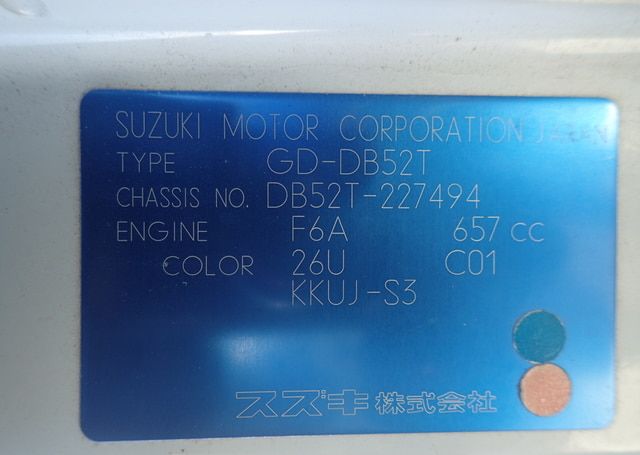 SUZUKI MOTOR CORPORATION JAPAN
TYPE GD-DB52T
CHASSIS NO. DB52T-227494
ENGINE F6A 657 CC
COLOR 26U C01
KKUJ-S3
スズキ株式会社